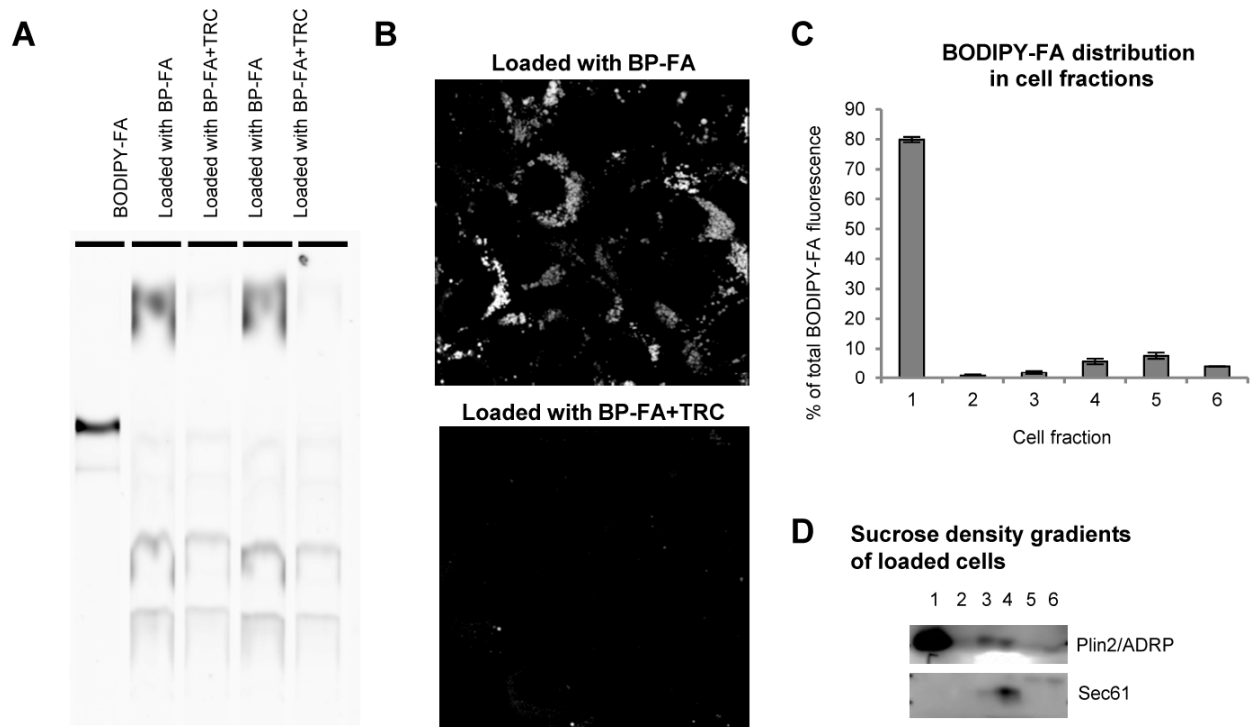 A
BODIPY-FA
Loaded with BP-FA
Loaded with BP-FA+TRC
Loaded with BP-FA
Loaded with BP-FA+TRC
B
Loaded with BP-FA
Loaded with BP-FA+TRC
C
BODIPY-FA distribution
in cell fractions
% of total BODIPY-FA fluorescence
90
80
70
60
50
40
30
20
10
0
1 2 3 4 5 6
Cell fraction
D
Sucrose density gradients
of loaded cells
1 2 3 4 5 6
Plin2/ADRP
Sec61